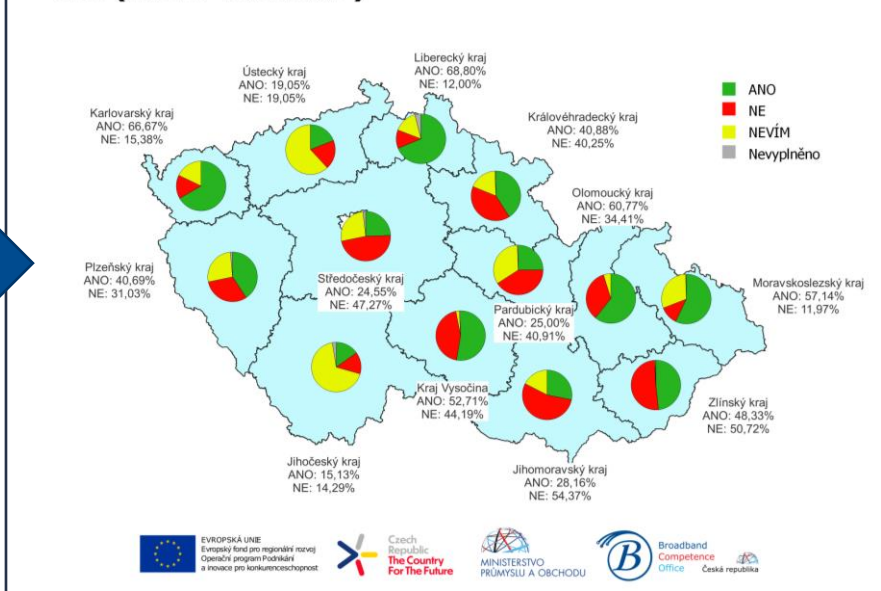 Liberecký kraj
ANO: 68,80%
NE: 12,00%
Ústecký kraj
ANO: 19,05%
NE: 19,05%
Karlovarský kraj
ANO: 66,67%
NE: 15,38%
Královéhradecký kraj
ANO: 40,88%
NE: 40,25%
ANO
NE
NEVÍM
Nevyplněno
Olomoucký kraj
ANO: 60,77%
NE: 34,41%
Plzeňský kraj
ANO: 40,69%
NE: 31,03%
Středočeský kraj
ANO: 24,55%
NE: 47,27%
Pardubický kraj
ANO: 25,00%
NE: 40,91%
Moravskoslezský kraj
ANO: 57,14%
NE: 11,97%
Kraj Vysočina
ANO: 52,71%
NE: 44,19%
Zlínský kraj
ANO: 48,33%
NE: 50,72%
Jihočeský kraj
ANO: 15,13%
NE: 14,29%
Jihomoravský kraj
ANO: 28,16%
NE: 54,37%
EVROPSKÁ UNIE
Evropský fond pro regionální rozvoj
Operační program Podnikání
a inovace pro konkurenceschopnost
Czech
Republic
The Country
For The Future
MINISTERSTVO
PRŮMYSLU A OBCHODU
B
Broadband
Competence
Office
Česká republika